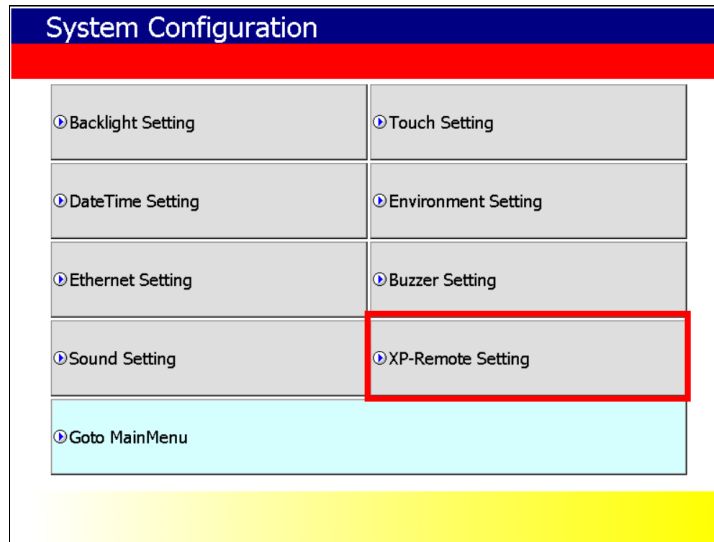 System Configuration
Backlight Setting
Touch Setting
DateTime Setting
Environment Setting
Ethernet Setting
Buzzer Setting
Sound Setting
XP-Remote Setting
Goto MainMenu